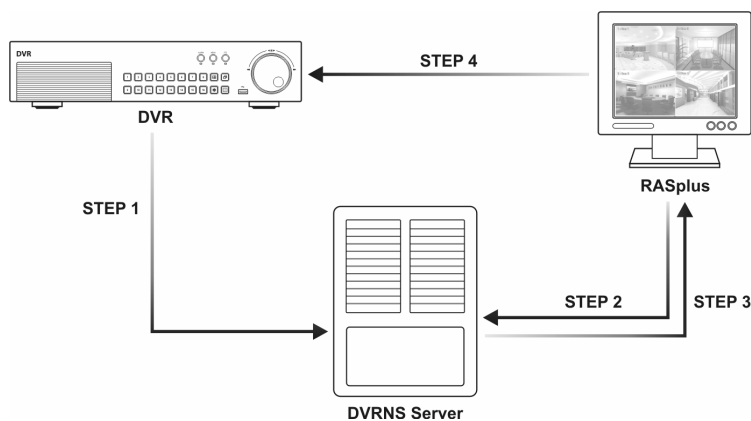 DVR
STEP 4
DVR
RASplus
STEP 1
STEP 2
STEP 3
DVRNS Server